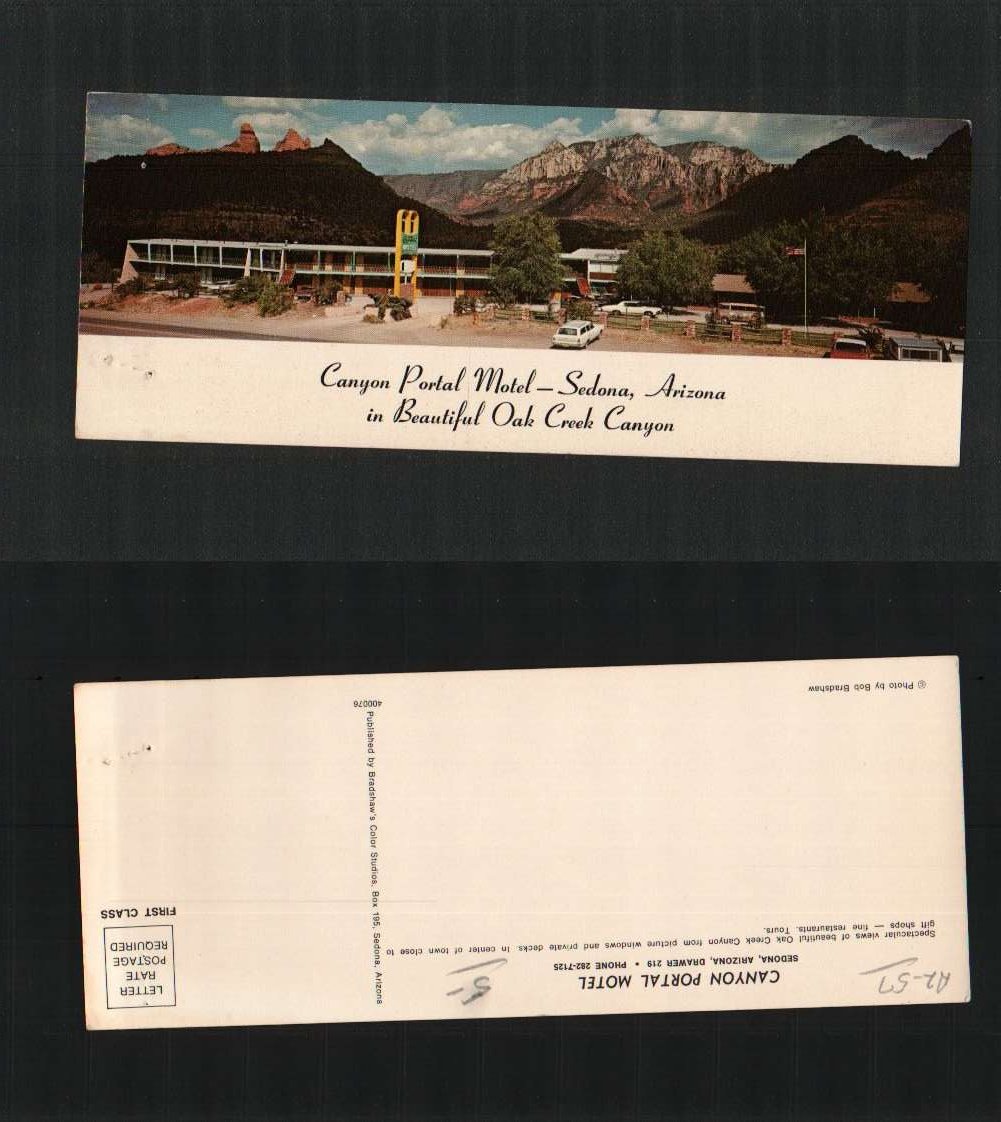 Canyon Portal Motel — Sedona, Arizona
in Beautiful Oak Creek Canyon
A2-57
5-
CANYON PORTAL MOTEL
SEDONA, ARIZONA, DRAWER 219 • PHONE 282-7125
Spectacular views of beautiful Oak Creek Canyon from picture windows and private decks. In center of town close to
gift shops — fine restaurants. Tours.
LETTER
RATE
POSTAGE
REQUIRED
FIRST CLASS
Published by Bradshaw's Color Studios, Box 195, Sedona, Arizona
400076
© Photo by Bob Bradshaw